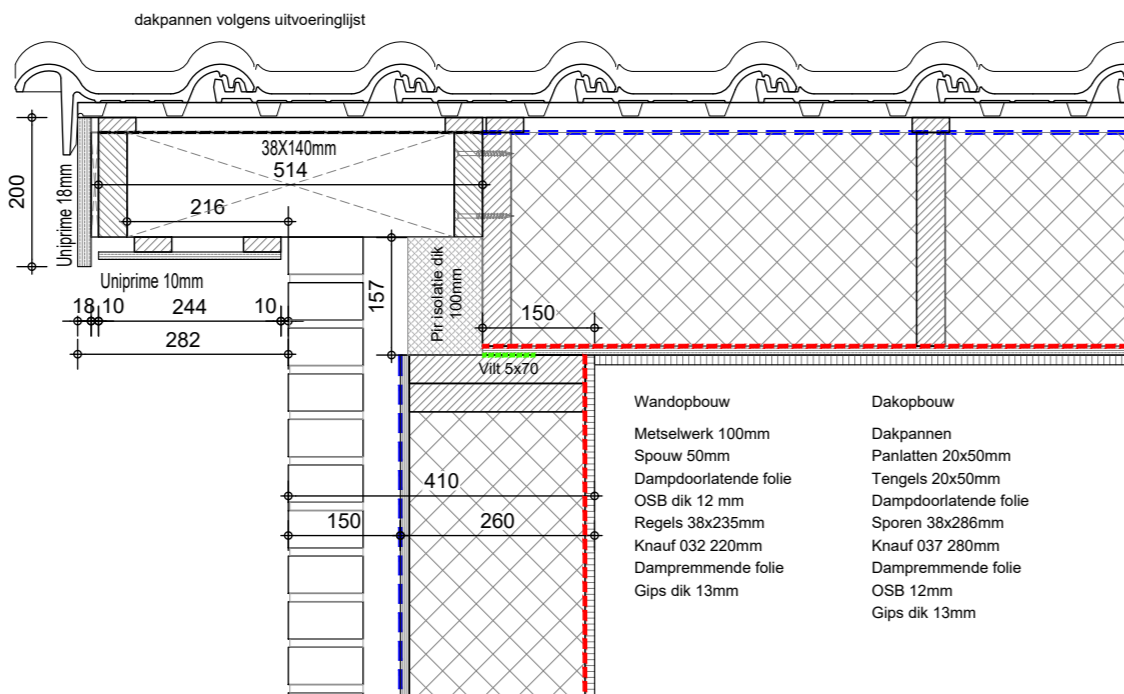 dakpannen volgens uitvoeringlijst
38X140mm
514
216
200
Uniprime 18mm
Uniprime 10mm
18
10
244
10
282
157
Pir isolatie dik
100mm
150
Vilt 5x70
410
150
260
Wandopbouw
Metselwerk 100mm
Spouw 50mm
Dampdoorlatende folie
OSB dik 12 mm
Regels 38x235mm
Knauf 032 220mm
Dampremmende folie
Gips dik 13mm
Dakopbouw
Dakpannen
Panlatten 20x50mm
Tengels 20x50mm
Dampdoorlatende folie
Sporen 38x286mm
Knauf 037 280mm
Dampremmende folie
OSB 12mm
Gips dik 13mm